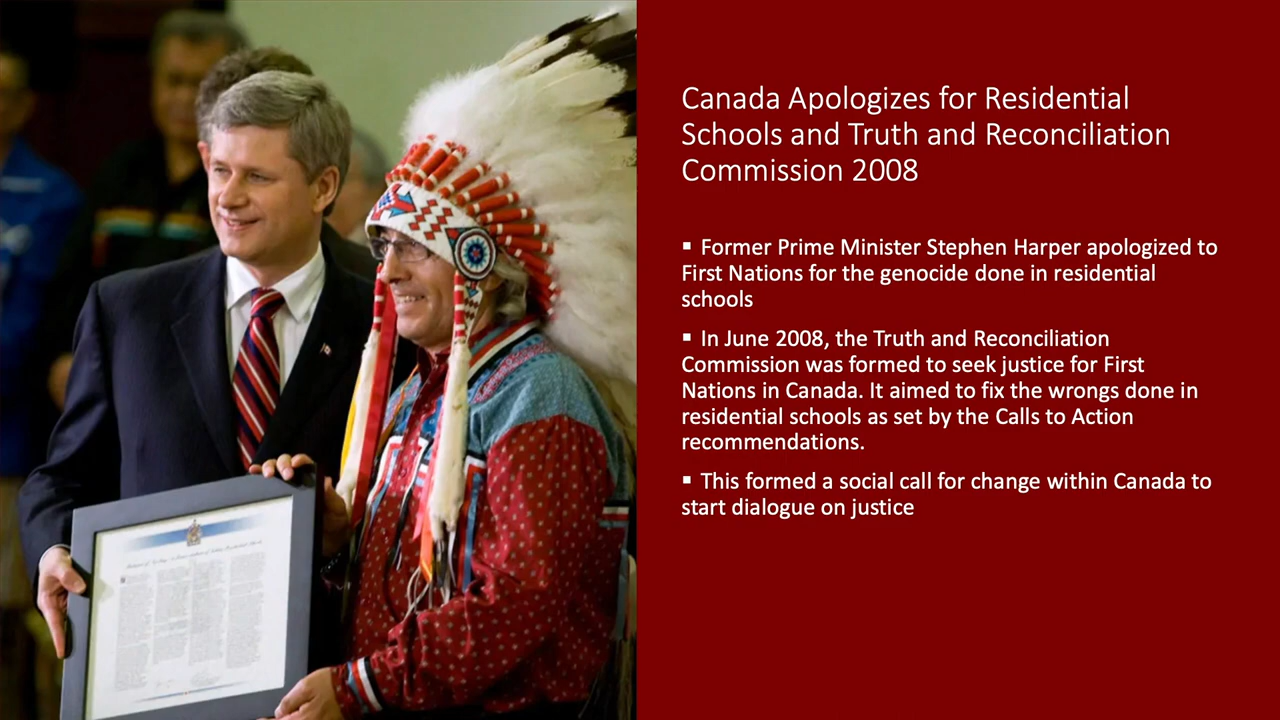 Canada Apologizes for Residential
Schools and Truth and Reconciliation
Commission 2008
▪ Former Prime Minister Stephen Harper apologized to
First Nations for the genocide done in residential
schools
▪ In June 2008, the Truth and Reconciliation
Commission was formed to seek justice for First
Nations in Canada. It aimed to fix the wrongs done in
residential schools as set by the Calls to Action
recommendations.
▪ This formed a social call for change within Canada to
start dialogue on justice